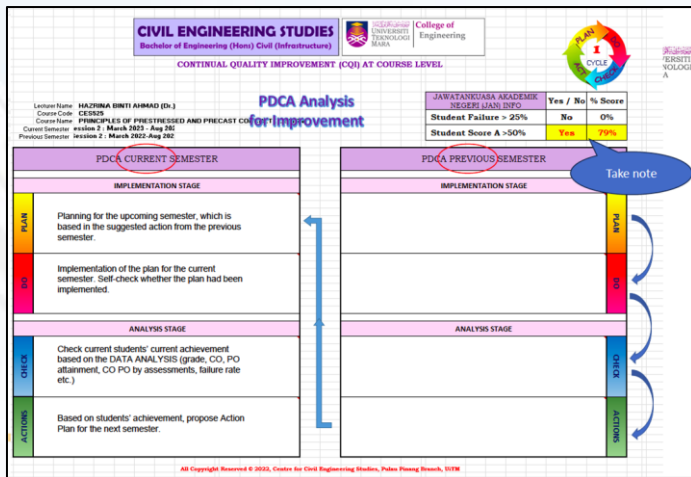 CIVIL ENGINEERING STUDIES
Bachelor of Engineering (Hons) Civil (Infrastructure)
UNIVERSITI
TEKNOLOGI
MARA
College of
Engineering
CONTINUAL QUALITY IMPROVEMENT (CQI) AT COURSE LEVEL
PLAN
DO
CHECK
ACT
1
CYCLE
Lecturer Name HAZRINA BINTI AHMAD (Dr.)
Course Code CES525
Course Name PRINCIPLES OF PRESTRESSED AND PRECAST
Current Semester ession 2 : March 2023 - Aug 202
Previous Semester ession 2 : March 2022-Aug 202
PDCA Analysis
for Improvement
JAWATANKUASA AKADEMIK
NEGERI (JAN) INFO
Yes / No
% Score
Student Failure > 25%
No
0%
Student Score A >50%
Yes
79%
Take note
PDCA CURRENT SEMESTER
IMPLEMENTATION STAGE
PLAN
Planning for the upcoming semester, which is
based in the suggested action from the previous
semester.
DO
Implementation of the plan for the current
semester. Self-check whether the plan had been
implemented.
ANALYSIS STAGE
CHECK
Check current students' current achievement
based on the DATA ANALYSIS (grade, CO, PO
attainment, CO PO by assessments, failure rate
etc.)
ACTIONS
Based on students' achievement, propose Action
Plan for the next semester.
PDCA PREVIOUS SEMESTER
IMPLEMENTATION STAGE
PLAN
DO
ANALYSIS STAGE
CHECK
ACTIONS
All Copyright Reserved © 2022, Centre for Civil Engineering Studies, Pulau Pinang Branch, UiTM